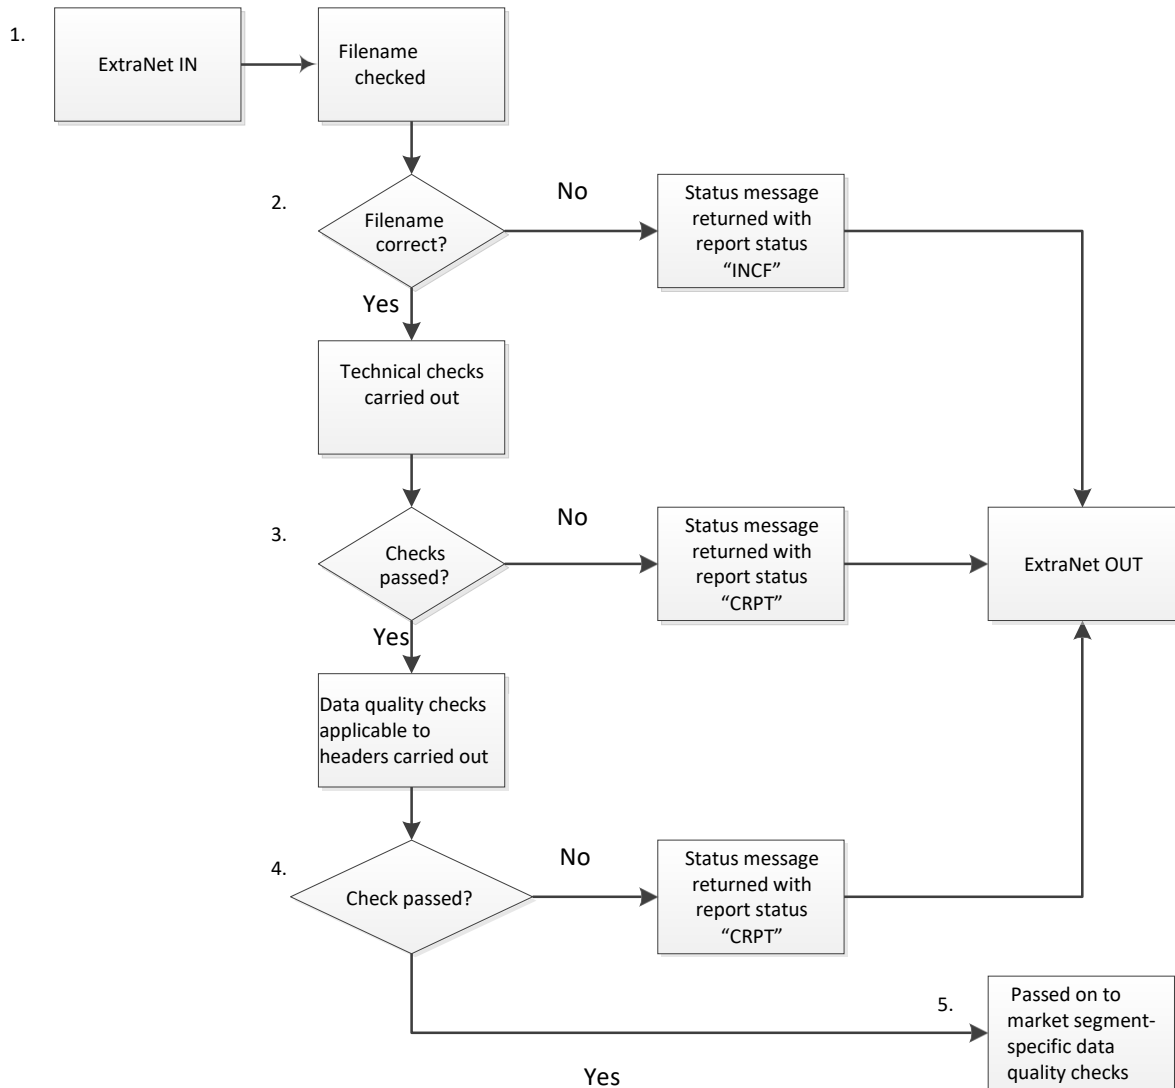 1.
ExtraNet IN
Filename
checked
2.
Filename
correct?
No
Status message
returned with
report status
“INCF”
Yes
Technical checks
carried out
3.
Checks
passed?
No
Status message
returned with
report status
“CRPT”
ExtraNet OUT
Yes
Data quality checks
applicable to
headers carried out
4.
Check passed?
No
Status message
returned with
report status
“CRPT”
5.
Passed on to
market segment-
specific data
quality checks
Yes